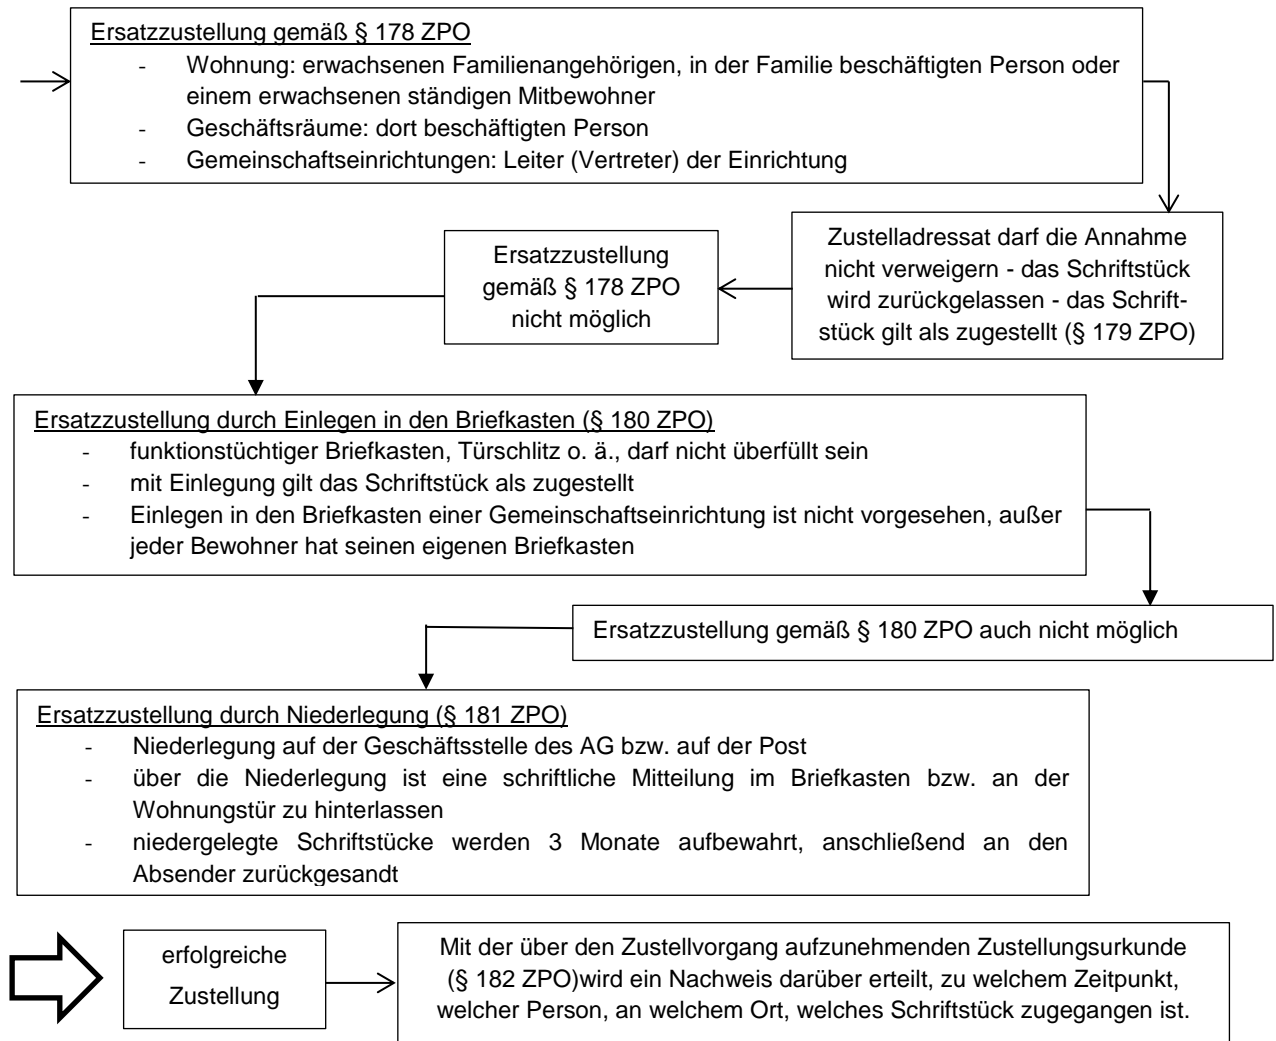 Ersatzzustellung gemäß § 178 ZPO
- Wohnung: erwachsenen Familienangehörigen, in der Familie beschäftigten Person oder
einem erwachsenen ständigen Mitbewohner
- Geschäftsräume: dort beschäftigten Person
- Gemeinschaftseinrichtungen: Leiter (Vertreter) der Einrichtung
Zustelladressat darf die Annahme
nicht verweigern - das Schriftstück
wird zurückgelassen - das Schrift-
stück gilt als zugestellt (§ 179 ZPO)
Ersatzzustellung
gemäß § 178 ZPO
nicht möglich
Ersatzzustellung durch Einlegen in den Briefkasten (§ 180 ZPO)
- funktionstüchtiger Briefkasten, Türschlitz o. ä., darf nicht überfüllt sein
- mit Einlegung gilt das Schriftstück als zugestellt
- Einlegen in den Briefkasten einer Gemeinschaftseinrichtung ist nicht vorgesehen, außer
jeder Bewohner hat seinen eigenen Briefkasten
Ersatzzustellung gemäß § 180 ZPO auch nicht möglich
Ersatzzustellung durch Niederlegung (§ 181 ZPO)
- Niederlegung auf der Geschäftsstelle des AG bzw. auf der Post
- über die Niederlegung ist eine schriftliche Mitteilung im Briefkasten bzw. an der
Wohnungstür zu hinterlassen
- niedergelegte Schriftstücke werden 3 Monate aufbewahrt, anschließend an den
Absender zurückgesandt
erfolgreiche
Zustellung
Mit der über den Zustellvorgang aufzunehmenden Zustellungsurkunde
(§ 182 ZPO)wird ein Nachweis darüber erteilt, zu welchem Zeitpunkt,
welcher Person, an welchem Ort, welches Schriftstück zugegangen ist.